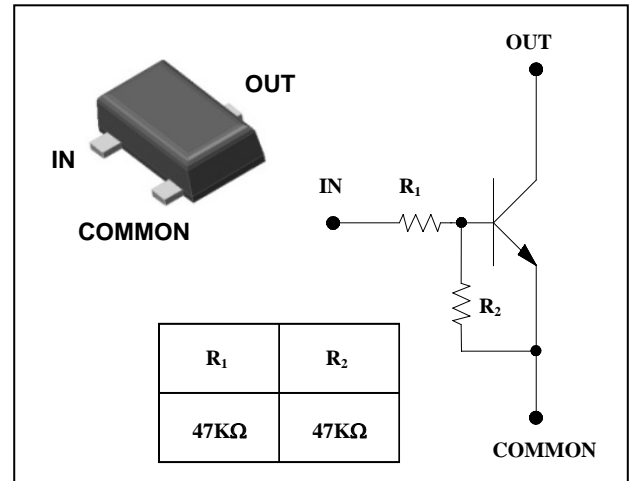 OUT
IN
COMMON
OUT
IN
R₁
R₂
COMMON
R₁ R₂
47KΩ 47KΩ